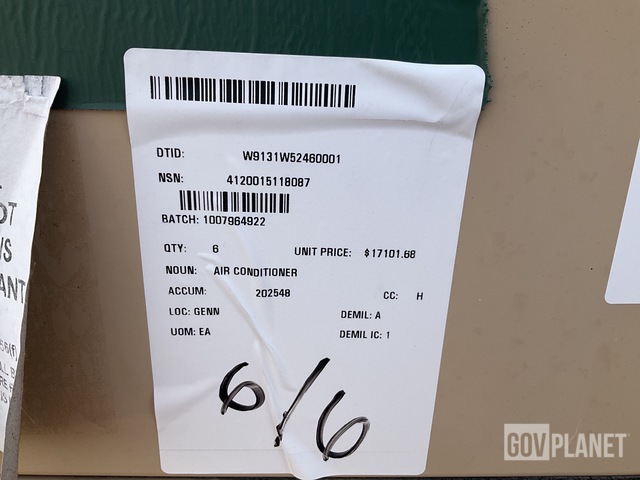 DTID: W9131W52460001
NSN: 4120015118087
BATCH: 1007964922
QTY: 6 UNIT PRICE: $17101.68
NOUN: AIR CONDITIONER
ACCUM: 202548 CC: H
LOC: GENN DEMIL: A
UOM: EA DEMIL IC: 1
6/6
GOVPLANET